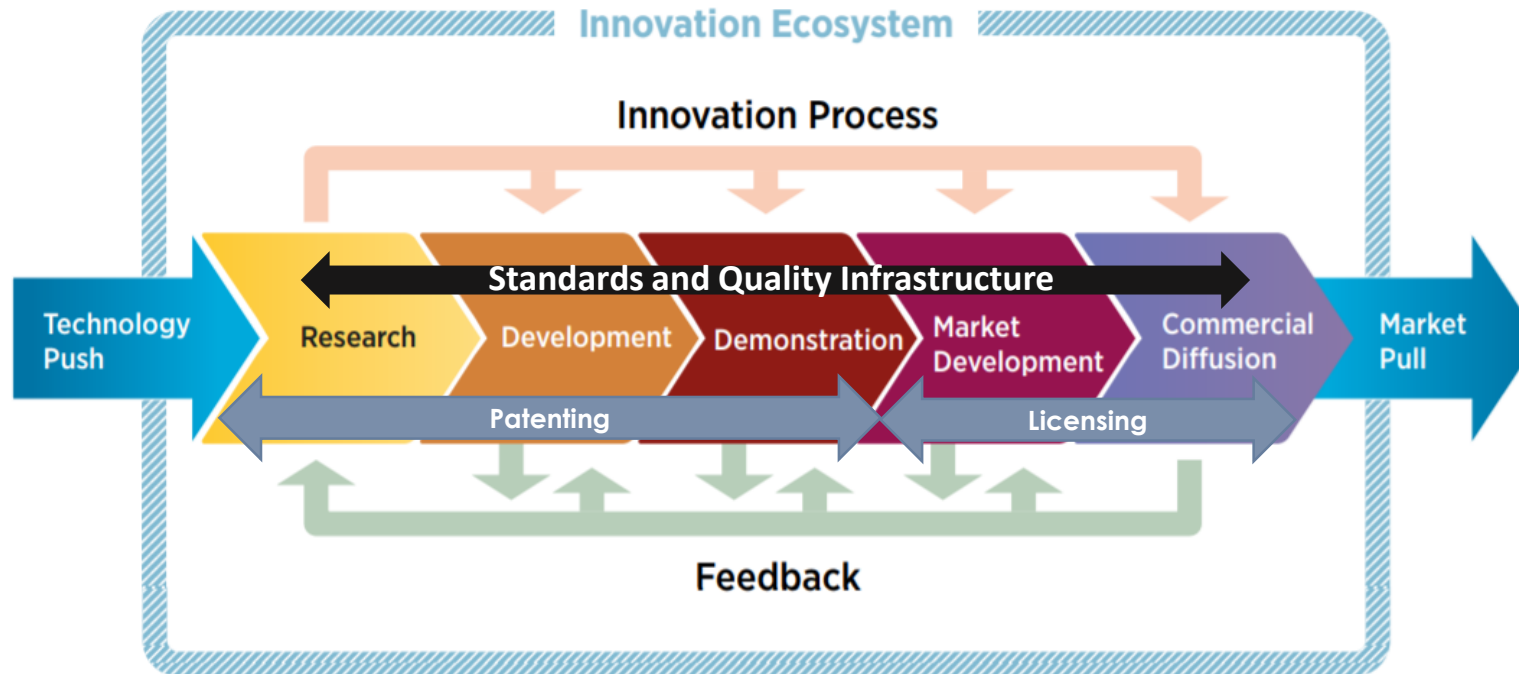 Innovation Ecosystem
Innovation Process
Standards and Quality Infrastructure
Technology
Push
Research
Development
Demonstration
Market
Development
Commercial
Diffusion
Market
Pull
Patenting
Licensing
Feedback